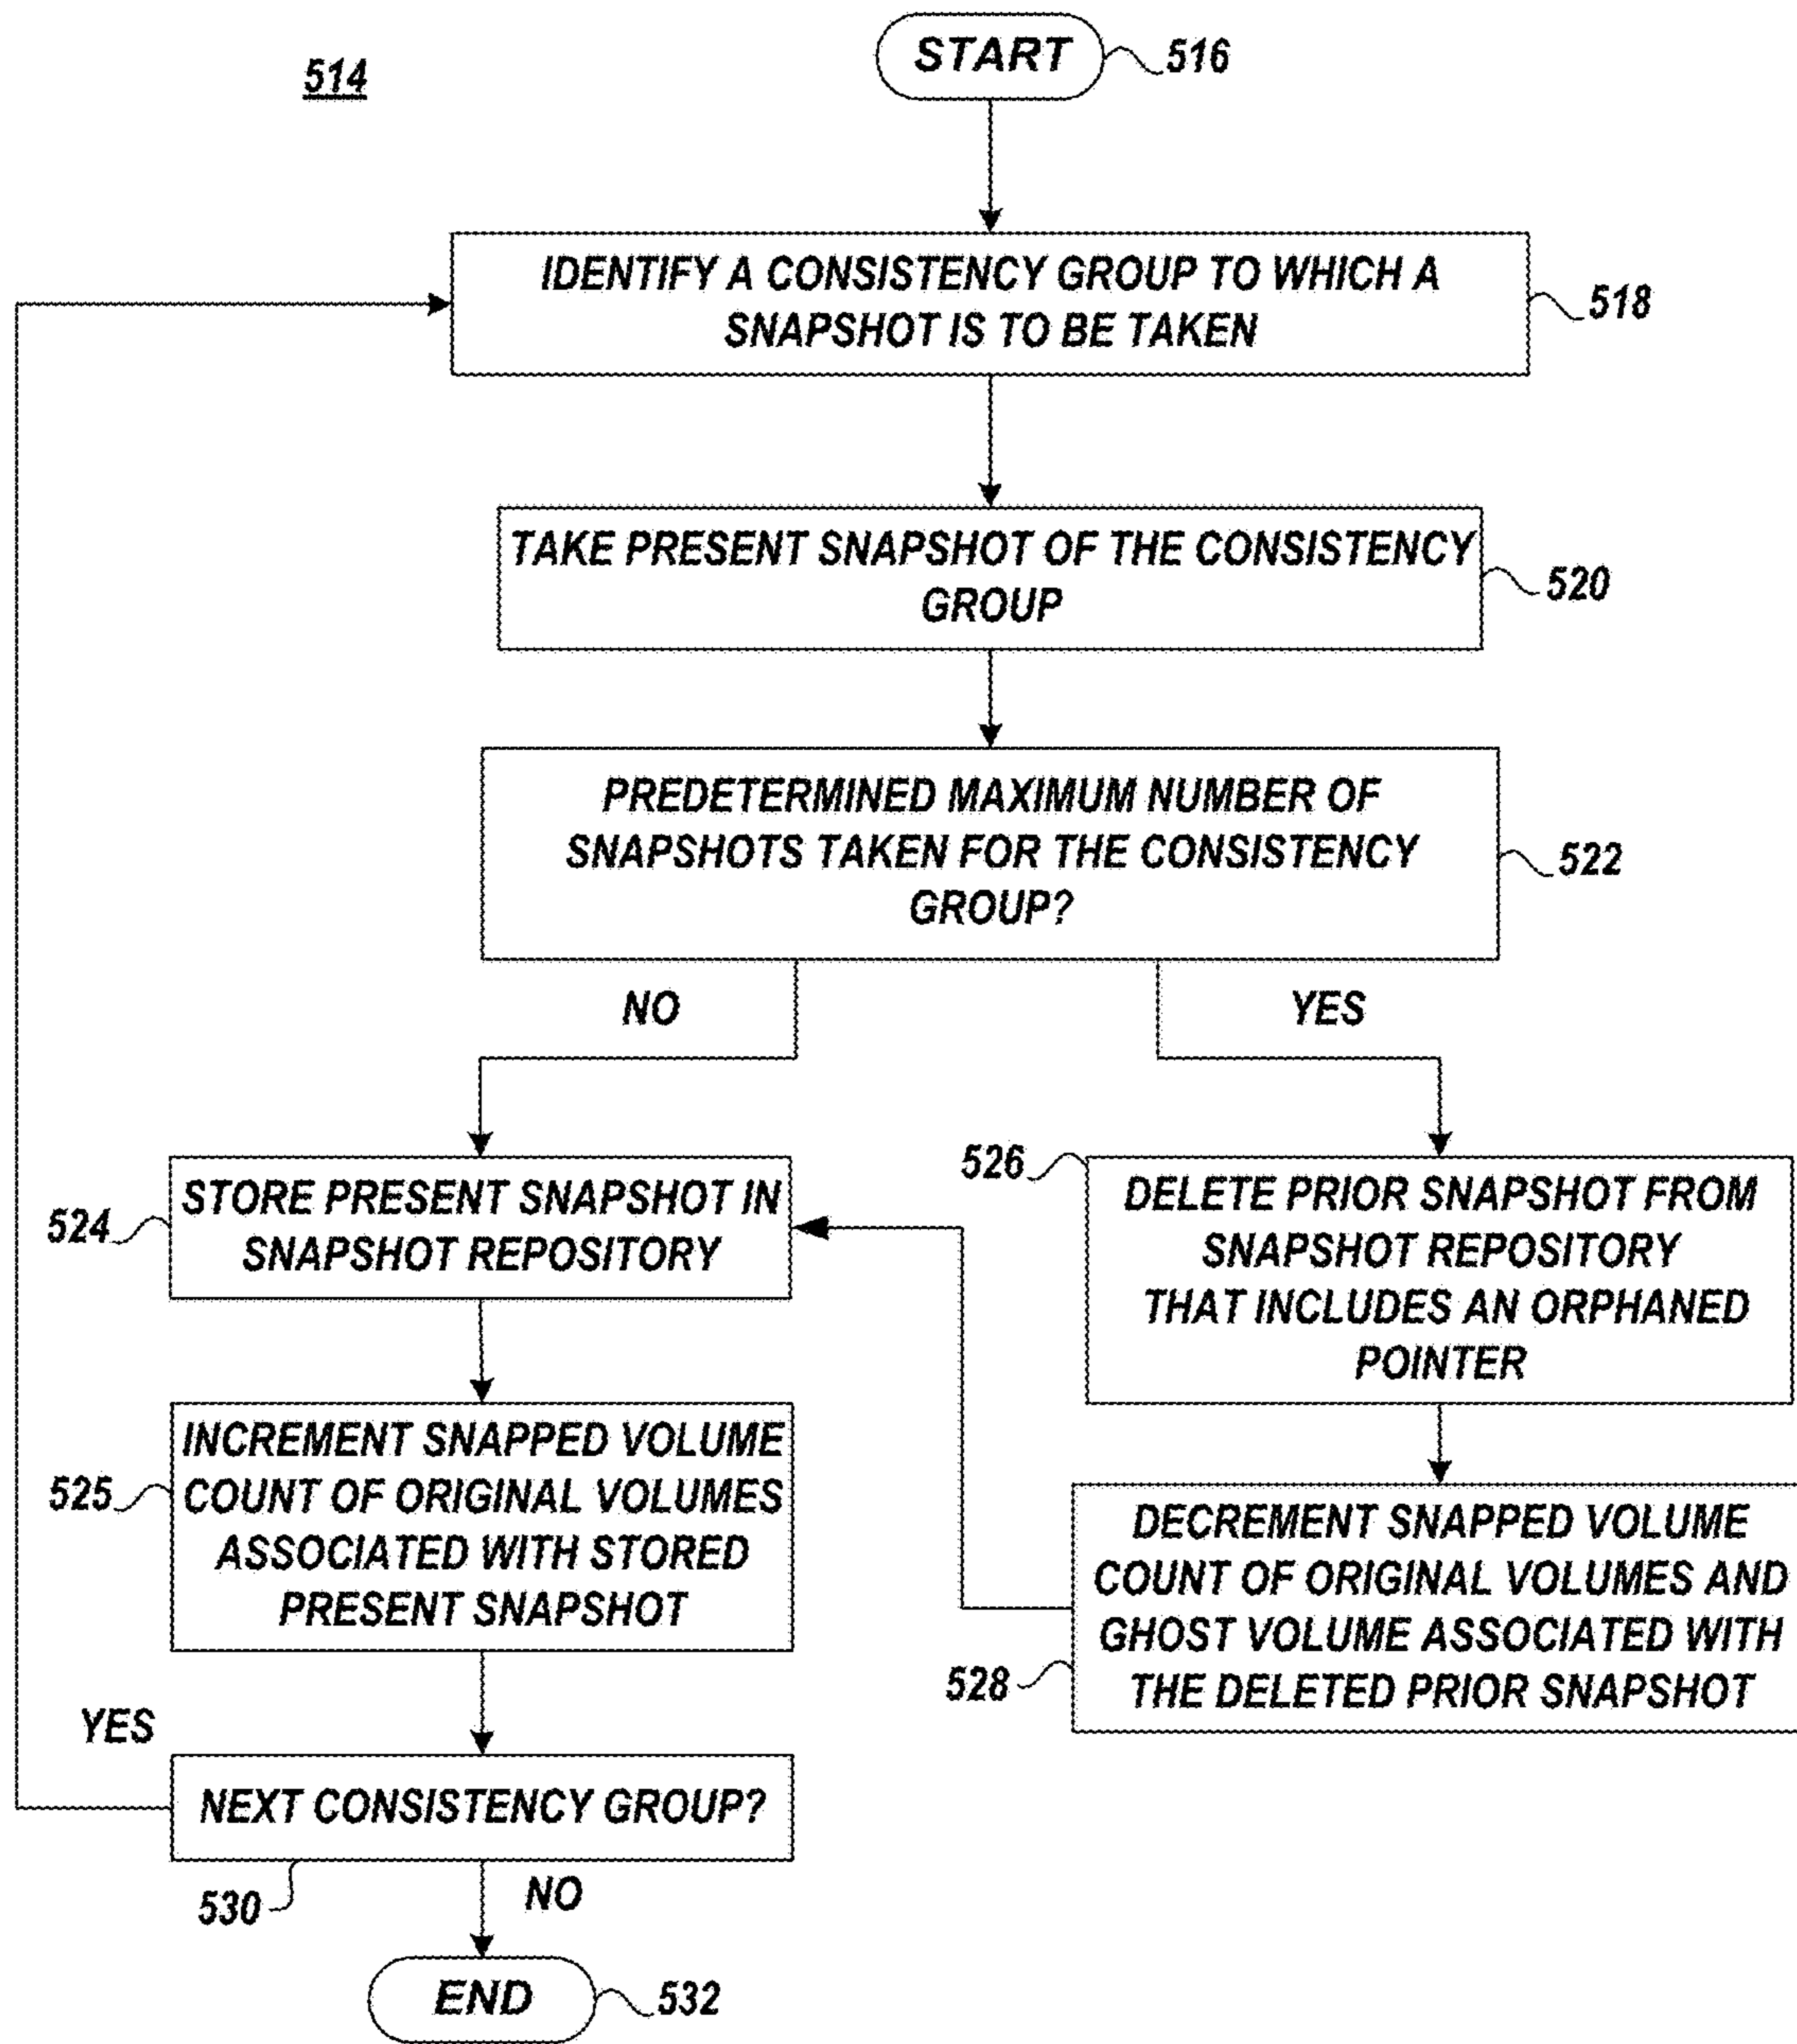 514
START
516
IDENTIFY A CONSISTENCY GROUP TO WHICH A
SNAPSHOT IS TO BE TAKEN
518
TAKE PRESENT SNAPSHOT OF THE CONSISTENCY
GROUP
520
PREDETERMINED MAXIMUM NUMBER OF
SNAPSHOTS TAKEN FOR THE CONSISTENCY
GROUP?
522
NO
YES
STORE PRESENT SNAPSHOT IN
SNAPSHOT REPOSITORY
524
526
DELETE PRIOR SNAPSHOT FROM
SNAPSHOT REPOSITORY
THAT INCLUDES AN ORPHANED
POINTER
INCREMENT SNAPPED VOLUME
COUNT OF ORIGINAL VOLUMES
ASSOCIATED WITH STORED
PRESENT SNAPSHOT
525
DECREMENT SNAPPED VOLUME
COUNT OF ORIGINAL VOLUMES AND
GHOST VOLUME ASSOCIATED WITH
THE DELETED PRIOR SNAPSHOT
528
YES
NEXT CONSISTENCY GROUP?
530
NO
END
532